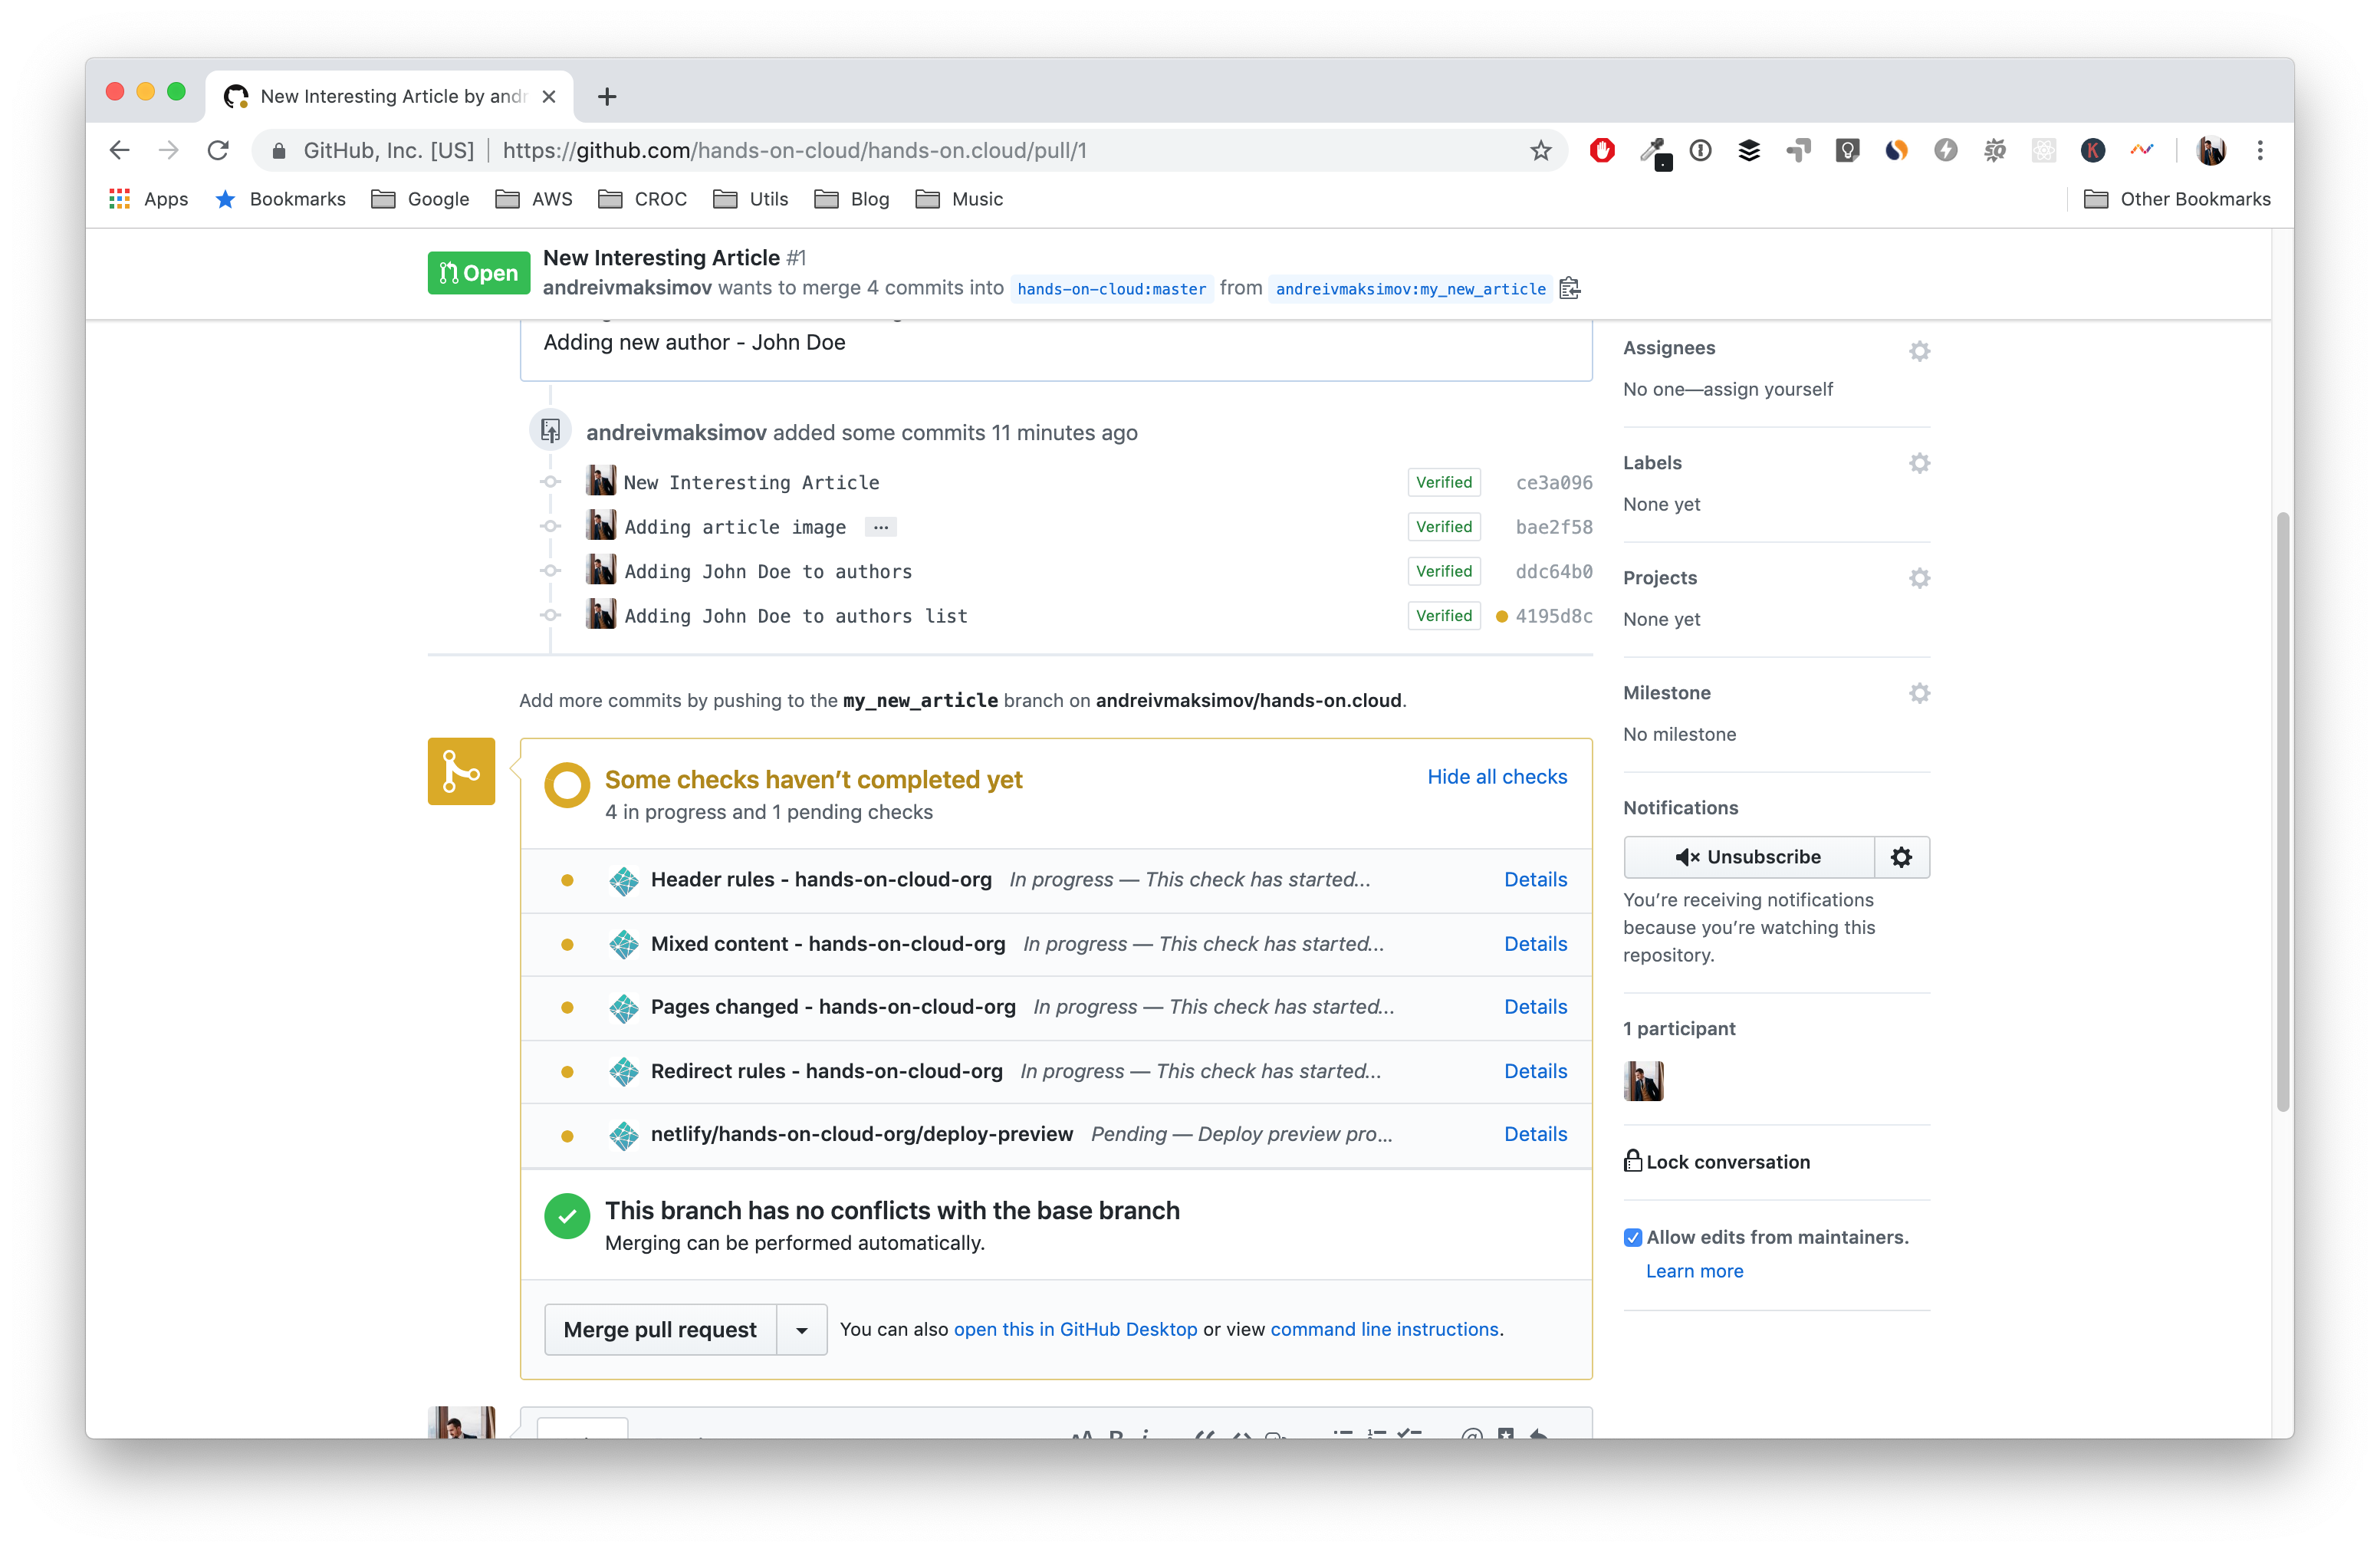 New Interesting Article by andr
GitHub, Inc. [US] | https://github.com/hands-on-cloud/hands-on.cloud/pull/1
Apps Bookmarks Google AWS CROC Utils Blog Music Other Bookmarks
Open
New Interesting Article #1
andreivmaksimov wants to merge 4 commits into hands-on-cloud:master from andreivmaksimov:my_new_article
Adding new author - John Doe
andreivmaksimov added some commits 11 minutes ago
New Interesting Article Verified ce3a096
Adding article image ... Verified bae2f58
Adding John Doe to authors Verified ddc64b0
Adding John Doe to authors list Verified 4195d8c
Add more commits by pushing to the my_new_article branch on andreivmaksimov/hands-on.cloud.
Some checks haven’t completed yet
Hide all checks
4 in progress and 1 pending checks
Header rules - hands-on-cloud-org In progress — This check has started... Details
Mixed content - hands-on-cloud-org In progress — This check has started... Details
Pages changed - hands-on-cloud-org In progress — This check has started... Details
Redirect rules - hands-on-cloud-org In progress — This check has started... Details
netlify/hands-on-cloud-org/deploy-preview Pending — Deploy preview pro... Details
This branch has no conflicts with the base branch
Merging can be performed automatically.
Merge pull request
You can also open this in GitHub Desktop or view command line instructions.
Assignees
No one—assign yourself
Labels
None yet
Projects
None yet
Milestone
No milestone
Notifications
Unsubscribe
You’re receiving notifications
because you’re watching this
repository.
1 participant
Lock conversation
Allow edits from maintainers.
Learn more